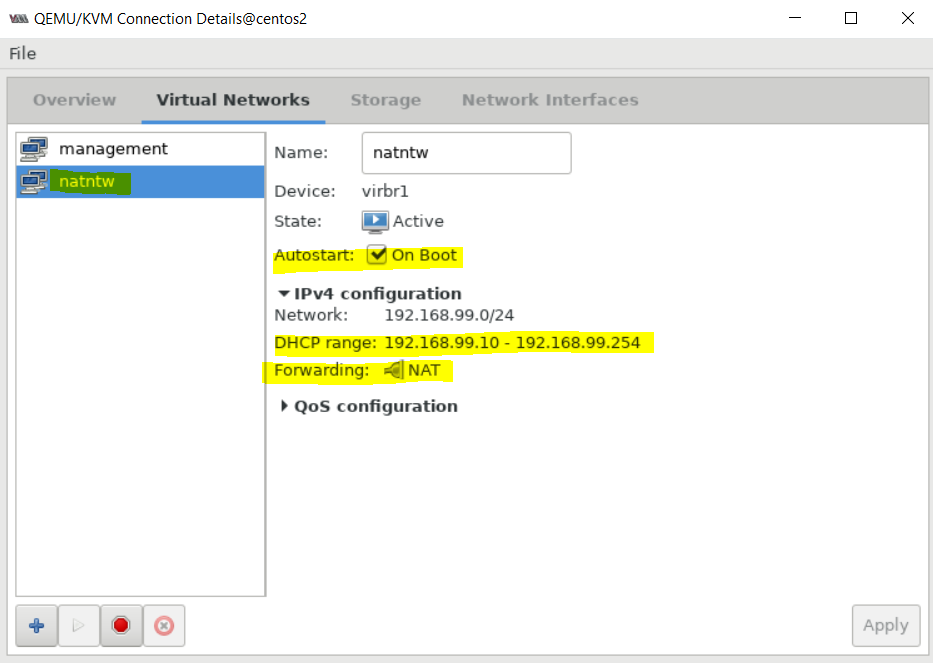 QEMU/KVM Connection Details@centos2
File
Overview Virtual Networks Storage Network Interfaces
management
natntw
Name: natntw
Device: virbr1
State: Active
Autostart: On Boot
IPv4 configuration
Network: 192.168.99.0/24
DHCP range: 192.168.99.10 - 192.168.99.254
Forwarding: NAT
QoS configuration
Apply